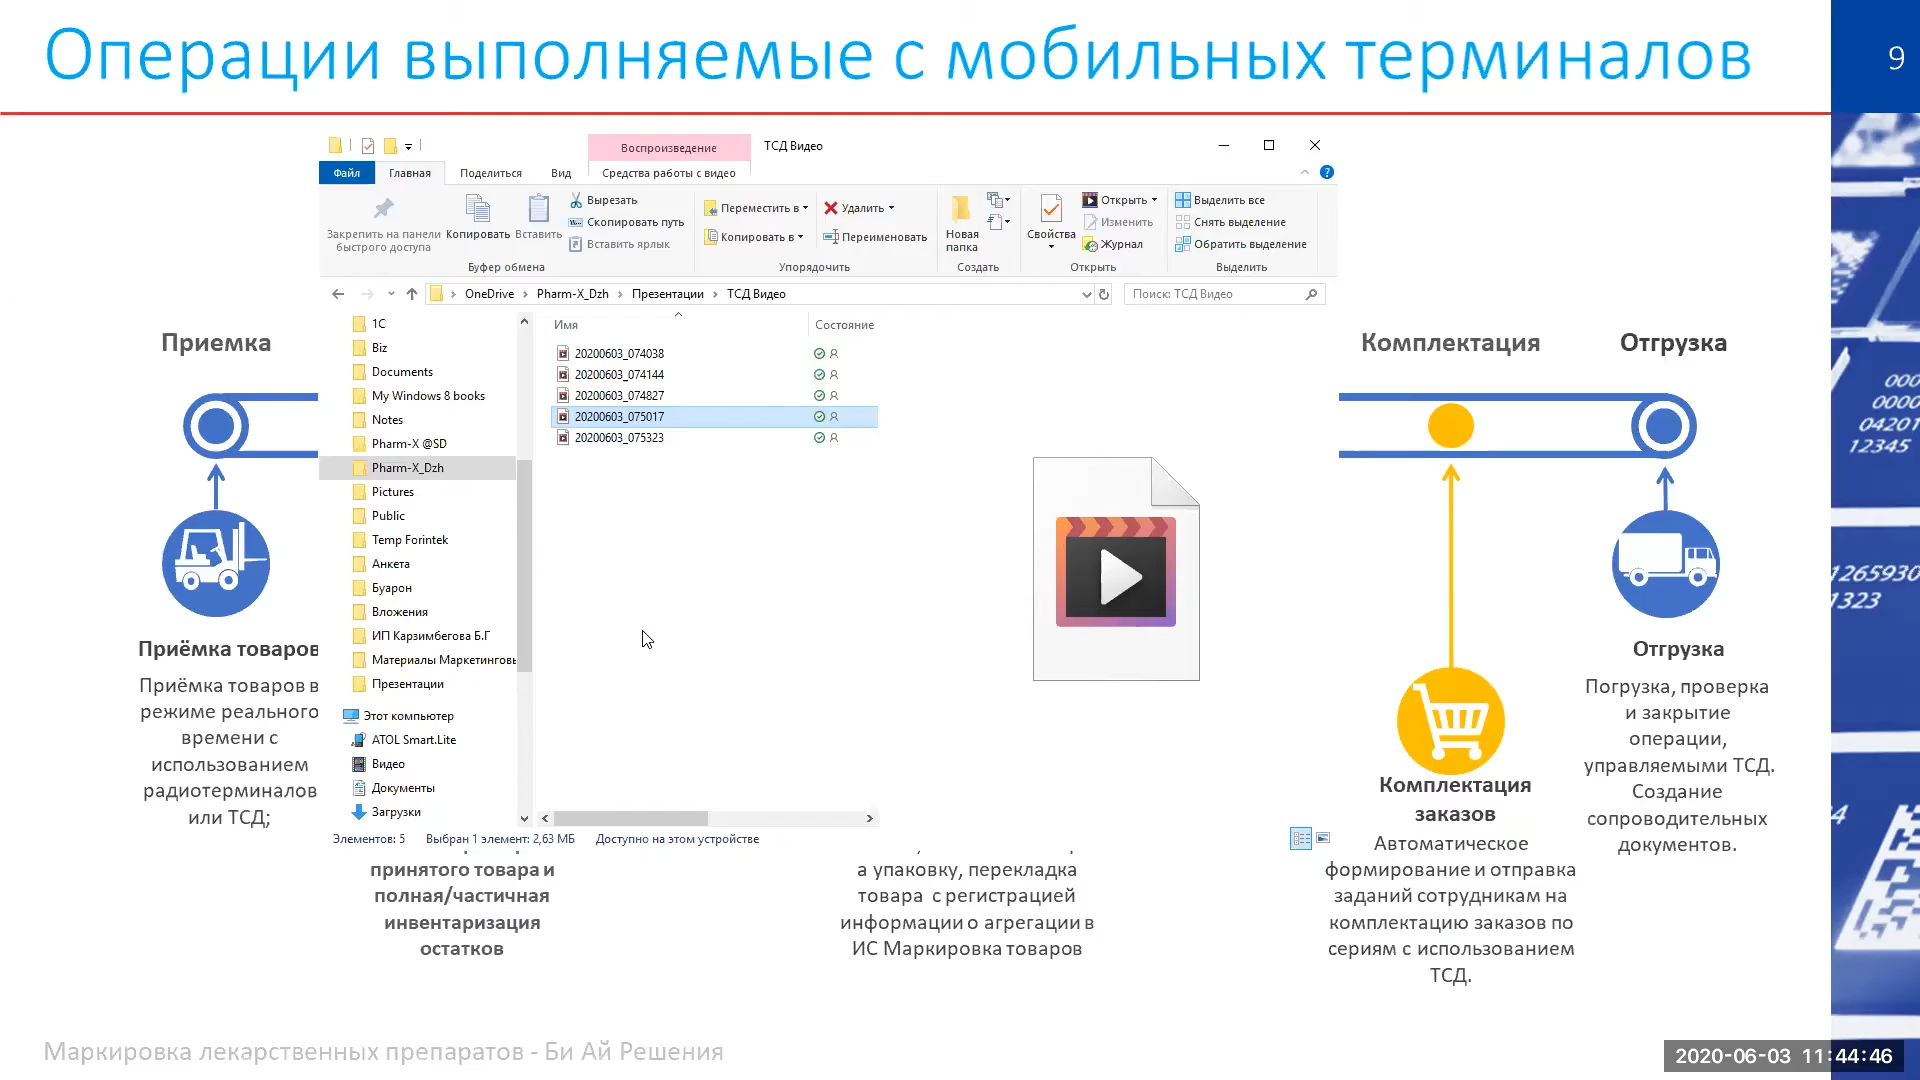 Операции выполняемые с мобильных терминалов
9
Воспроизведение
ТСД Видео
Файл
Главная
Поделиться
Вид
Средства работы с видео
Закрепить на панели
быстрого доступа
Копировать
Вставить
Вырезать
Скопировать путь
Вставить ярлык
Буфер обмена
Переместить в
Копировать в
Удалить
Переименовать
Упорядочить
Новая
папка
Создать
Свойства
Открыть
Изменить
Журнал
Открыть
Выделить все
Снять выделение
Обратить выделение
Выделить
OneDrive
Pharm-X_Dzh
Презентации
ТСД Видео
Поиск: ТСД Видео
1C
Biz
Documents
My Windows 8 books
Notes
Pharm-X @SD
Pharm-X_Dzh
Pictures
Public
Temp Forintek
Анкета
Буарон
Вложения
ИП Карзимбегова Б.Г
Материалы Маркетинговы
Презентации
Этот компьютер
ATOL Smart.Lite
Видео
Документы
Загрузки
Имя
Состояние
20200603_074038
20200603_074144
20200603_074827
20200603_075017
20200603_075323
Элементов: 5
Выбран 1 элемент: 2,63 МБ
Доступно на этом устройстве
Приемка
Приёмка товаров
Приёмка товаров в
режиме реального
времени с
использованием
радиотерминалов
или ТСД;
принятого товара и
полная/частичная
инвентаризация
остатков
а упаковку, перекладка
товара с регистрацией
информации о агрегации в
ИС Маркировка товаров
Комплектация
Комплектация
заказов
Автоматическое
формирование и отправка
заданий сотрудникам на
комплектацию заказов по
сериям с использованием
ТСД.
Отгрузка
Отгрузка
Погрузка, проверка
и закрытие
операции,
управляемыми ТСД.
Создание
сопроводительных
документов.
000
0000
04201
12345
1265930
1323
4
Маркировка лекарственных препаратов - Би Ай Решения
2020-06-03 11:44:46